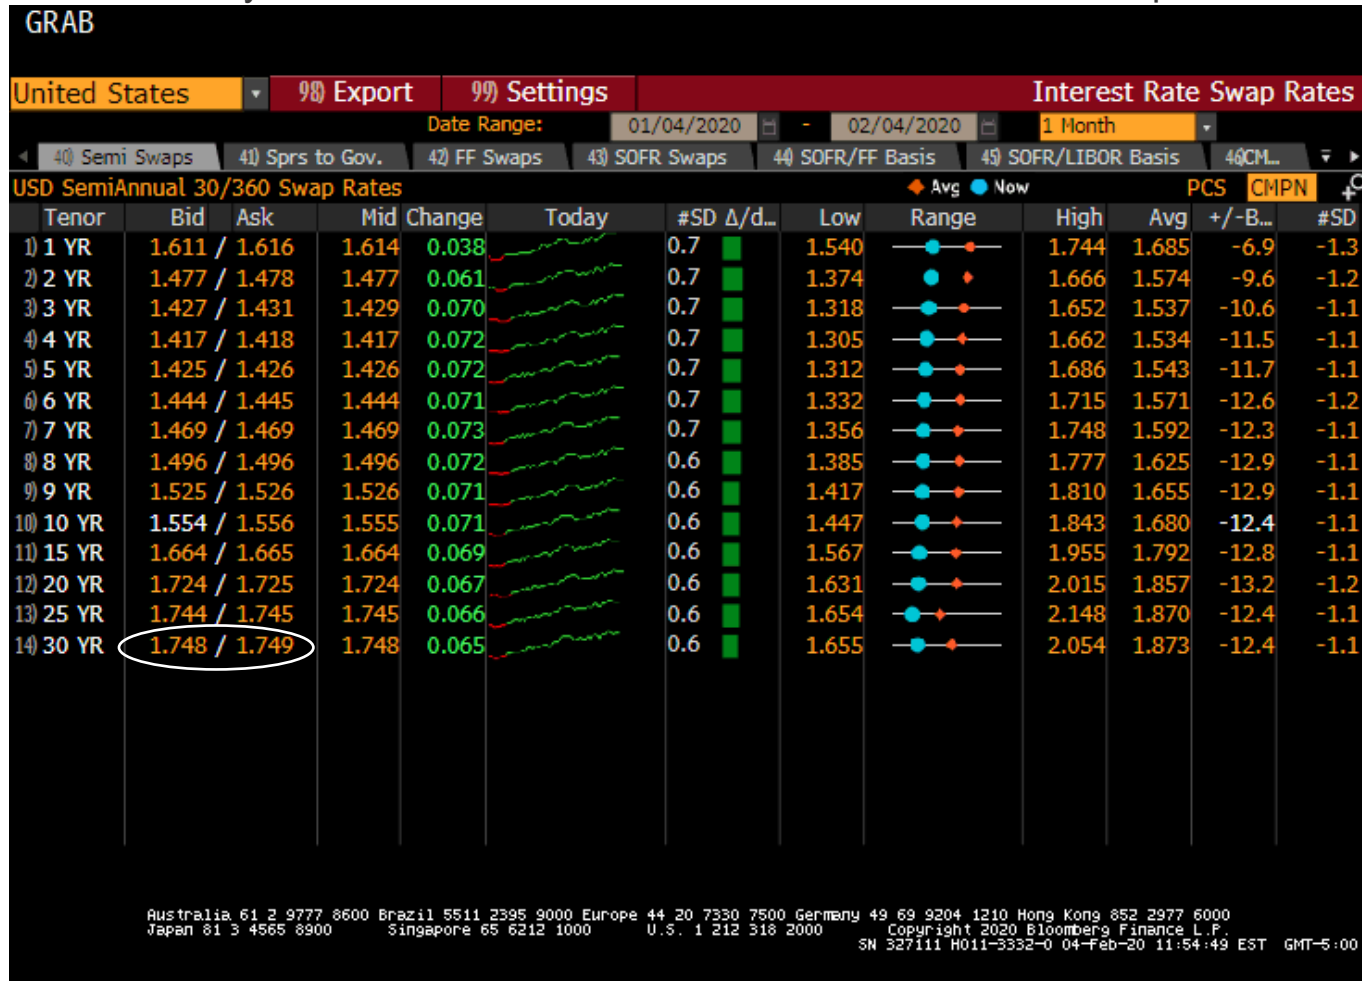 GRAB
United States 98) Export 99) Settings Interest Rate Swap Rates
Date Range: 01/04/2020 - 02/04/2020 1 Month
40) Semi Swaps 41) Sprs to Gov. 42) FF Swaps 43) SOFR Swaps 44) SOFR/FF Basis 45) SOFR/LIBOR Basis 46)CM...
USD SemiAnnual 30/360 Swap Rates Avg Now PCS CMPN
Tenor Bid Ask Mid Change Today #SD Δ/d... Low Range High Avg +/-B... #SD
1) 1 YR 1.611 / 1.616 1.614 0.038 0.7 1.540 1.744 1.685 -6.9 -1.3
2) 2 YR 1.477 / 1.478 1.477 0.061 0.7 1.374 1.666 1.574 -9.6 -1.2
3) 3 YR 1.427 / 1.431 1.429 0.070 0.7 1.318 1.652 1.537 -10.6 -1.1
4) 4 YR 1.417 / 1.418 1.417 0.072 0.7 1.305 1.662 1.534 -11.5 -1.1
5) 5 YR 1.425 / 1.426 1.426 0.072 0.7 1.312 1.686 1.543 -11.7 -1.1
6) 6 YR 1.444 / 1.445 1.444 0.071 0.7 1.332 1.715 1.571 -12.6 -1.2
7) 7 YR 1.469 / 1.469 1.469 0.073 0.7 1.356 1.748 1.592 -12.3 -1.1
8) 8 YR 1.496 / 1.496 1.496 0.072 0.6 1.385 1.777 1.625 -12.9 -1.1
9) 9 YR 1.525 / 1.526 1.526 0.071 0.6 1.417 1.810 1.655 -12.9 -1.1
10) 10 YR 1.554 / 1.556 1.555 0.071 0.6 1.447 1.843 1.680 -12.4 -1.1
11) 15 YR 1.664 / 1.665 1.664 0.069 0.6 1.567 1.955 1.792 -12.8 -1.1
12) 20 YR 1.724 / 1.725 1.724 0.067 0.6 1.631 2.015 1.857 -13.2 -1.2
13) 25 YR 1.744 / 1.745 1.745 0.066 0.6 1.654 2.148 1.870 -12.4 -1.1
14) 30 YR 1.748 / 1.749 1.748 0.065 0.6 1.655 2.054 1.873 -12.4 -1.1
Australia 61 2 9777 8600 Brazil 5511 2395 9000 Europe 44 20 7330 7500 Germany 49 69 9204 1210 Hong Kong 852 2977 6000
Japan 81 3 4565 8900 Singapore 65 6212 1000 U.S. 1 212 318 2000 Copyright 2020 Bloomberg Finance L.P.
SN 327111 H011-3332-0 04-Feb-20 11:54:49 EST GMT-5:00